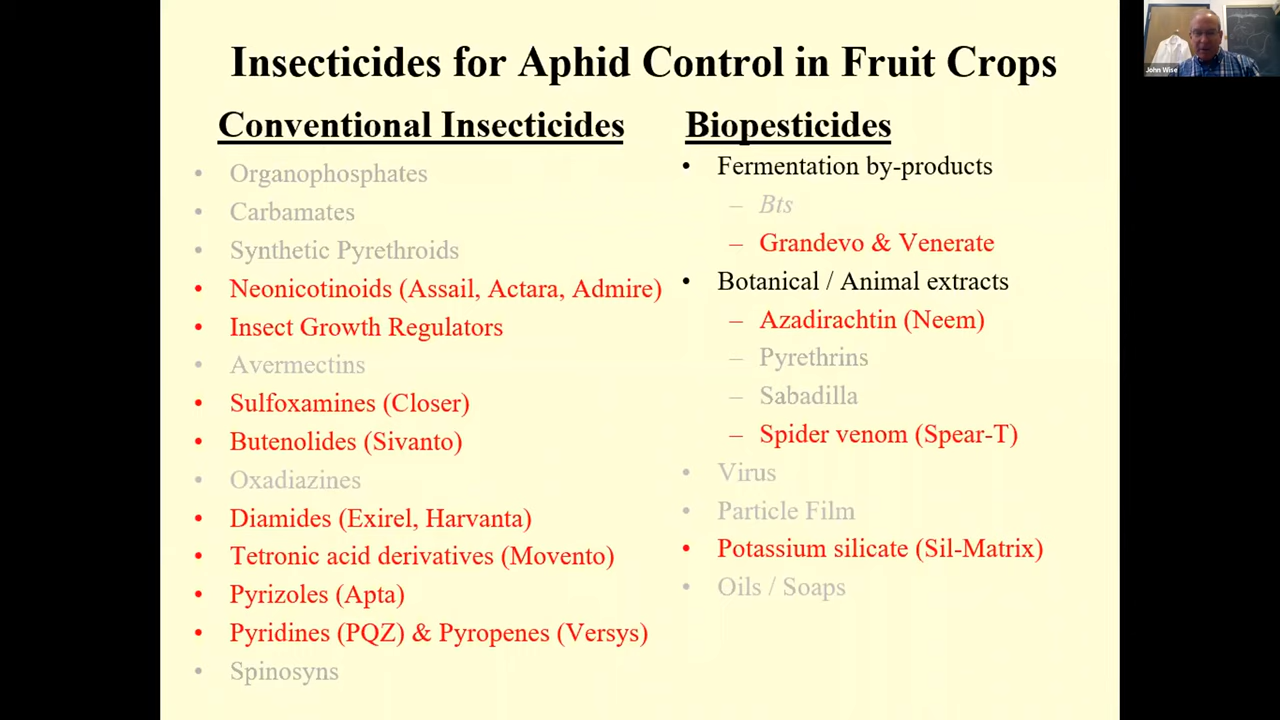 Insecticides for Aphid Control in Fruit Crops
Conventional Insecticides
• Organophosphates
• Carbamates
• Synthetic Pyrethroids
• Neonicotinoids (Assail, Actara, Admire)
• Insect Growth Regulators
• Avermectins
• Sulfoxamines (Closer)
• Butenolides (Sivanto)
• Oxadiazines
• Diamides (Exirel, Harvanta)
• Tetronic acid derivatives (Movento)
• Pyrizoles (Apta)
• Pyridines (PQZ) & Pyropenes (Versys)
• Spinosyns
Biopesticides
• Fermentation by-products
– Bts
– Grandevo & Venerate
• Botanical / Animal extracts
– Azadirachtin (Neem)
– Pyrethrins
– Sabadilla
– Spider venom (Spear-T)
• Virus
• Particle Film
• Potassium silicate (Sil-Matrix)
• Oils / Soaps
John Wise